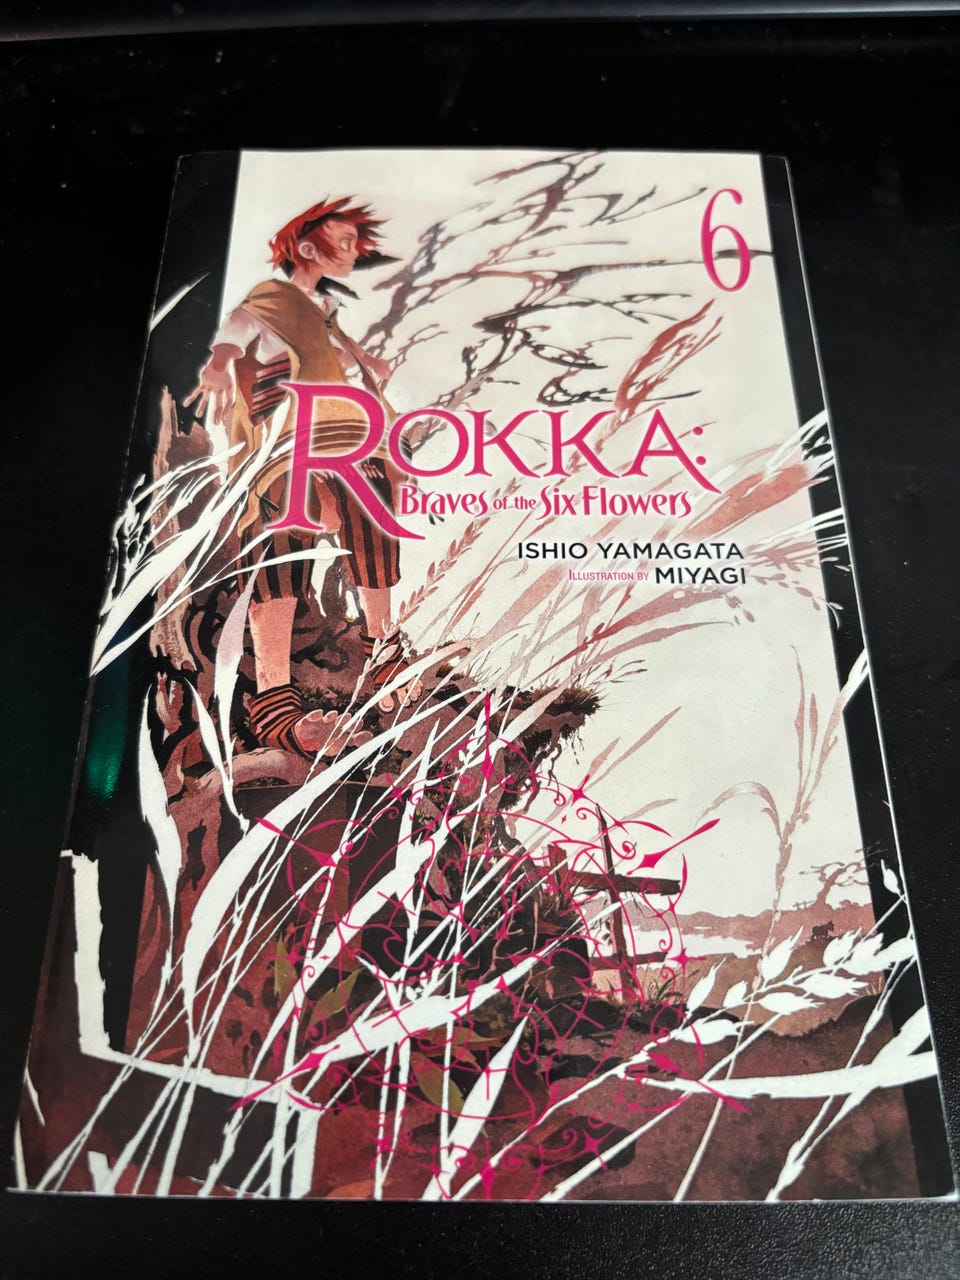 6
ROKKA:
Braves of the Six Flowers
ISHIO YAMAGATA
ILLUSTRATION BY MIYAGI